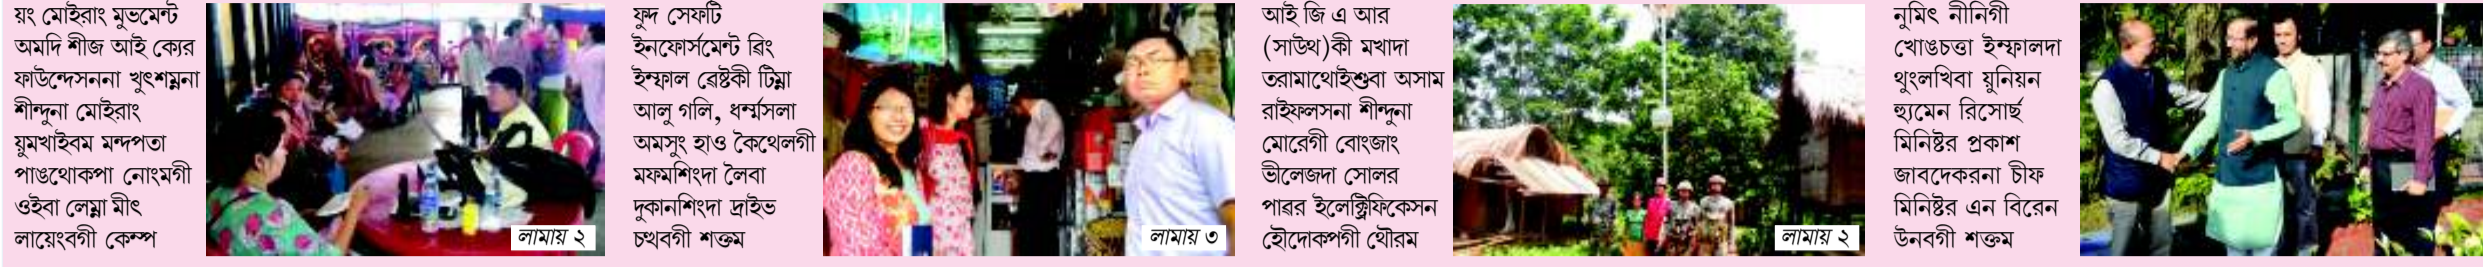 য়ং মোইরাং মুভমেন্ট
অমদি শীজ আই ক্যের
ফাউন্দেসননা খুৎশম্ননা
শীন্দুনা মোইরাং
য়ুমখাইবম মন্দপতা
পাঙথোকপা নোংমগী
ওইবা লেম্না মীৎ
লায়েংবগী কেম্প
লামায় ২
ফুদ সেফটি
ইনফোর্সমেন্ট ৱিং
ইম্ফাল ৱেষ্টকী টিম্না
আলু গলি, ধর্ম্মসলা
অমসুং হাও কৈথেলগী
মফমশিংদা লৈবা
দুকানশিংদা দ্রাইভ
চত্থবগী শক্তম
লামায় ৩
আই জি এ আর
(সাউথ)কী মখাদা
তরামাথোইশুবা অসাম
রাইফলসনা শীন্দুনা
মোরেগী বোংজাং
ভীলেজদা সোলর
পাৱর ইলেক্ট্রিফিকেসন
হৌদোকপগী থৌরম
লামায় ২
নুমিৎ নীনিগী
খোঙচত্তা ইম্ফালদা
থুংলখিবা য়ুনিয়ন
হ্যুমেন রিসোর্ছ
মিনিষ্টর প্রকাশ
জাবদেকরনা চীফ
মিনিষ্টর এন বিরেন
উনবগী শক্তম